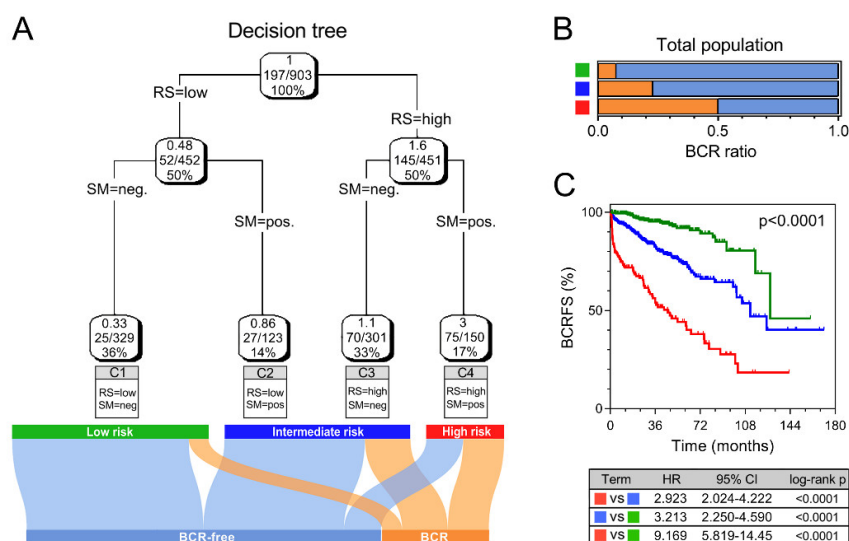 A
Decision tree
1
197/903
100%
RS=low
RS=high
0.48
52/452
50%
1.6
145/451
50%
SM=neg.
SM=pos.
SM=neg.
SM=pos.
0.33
25/329
36%
0.86
27/123
14%
1.1
70/301
33%
3
75/150
17%
C1
RS=low
SM=neg
C2
RS=low
SM=pos
C3
RS=high
SM=neg
C4
RS=high
SM=pos
Low risk
Intermediate risk
High risk
BCR-free
BCR
B
Total population
0.0 0.5 1.0
BCR ratio
C
p<0.0001
100
50
0
BCRFS (%)
0 36 72 108 144 180
Time (months)
Term HR 95% CI log-rank p
vs 2.923 2.024-4.222 <0.0001
vs 3.213 2.250-4.590 <0.0001
vs 9.169 5.819-14.45 <0.0001